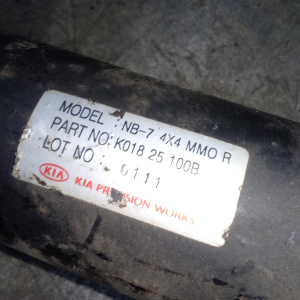 MODEL : NB-7 4X4 MMO R
PART NO: K018 25 100B
LOT NO : 0111
KIA KIA PRECISION WORKS